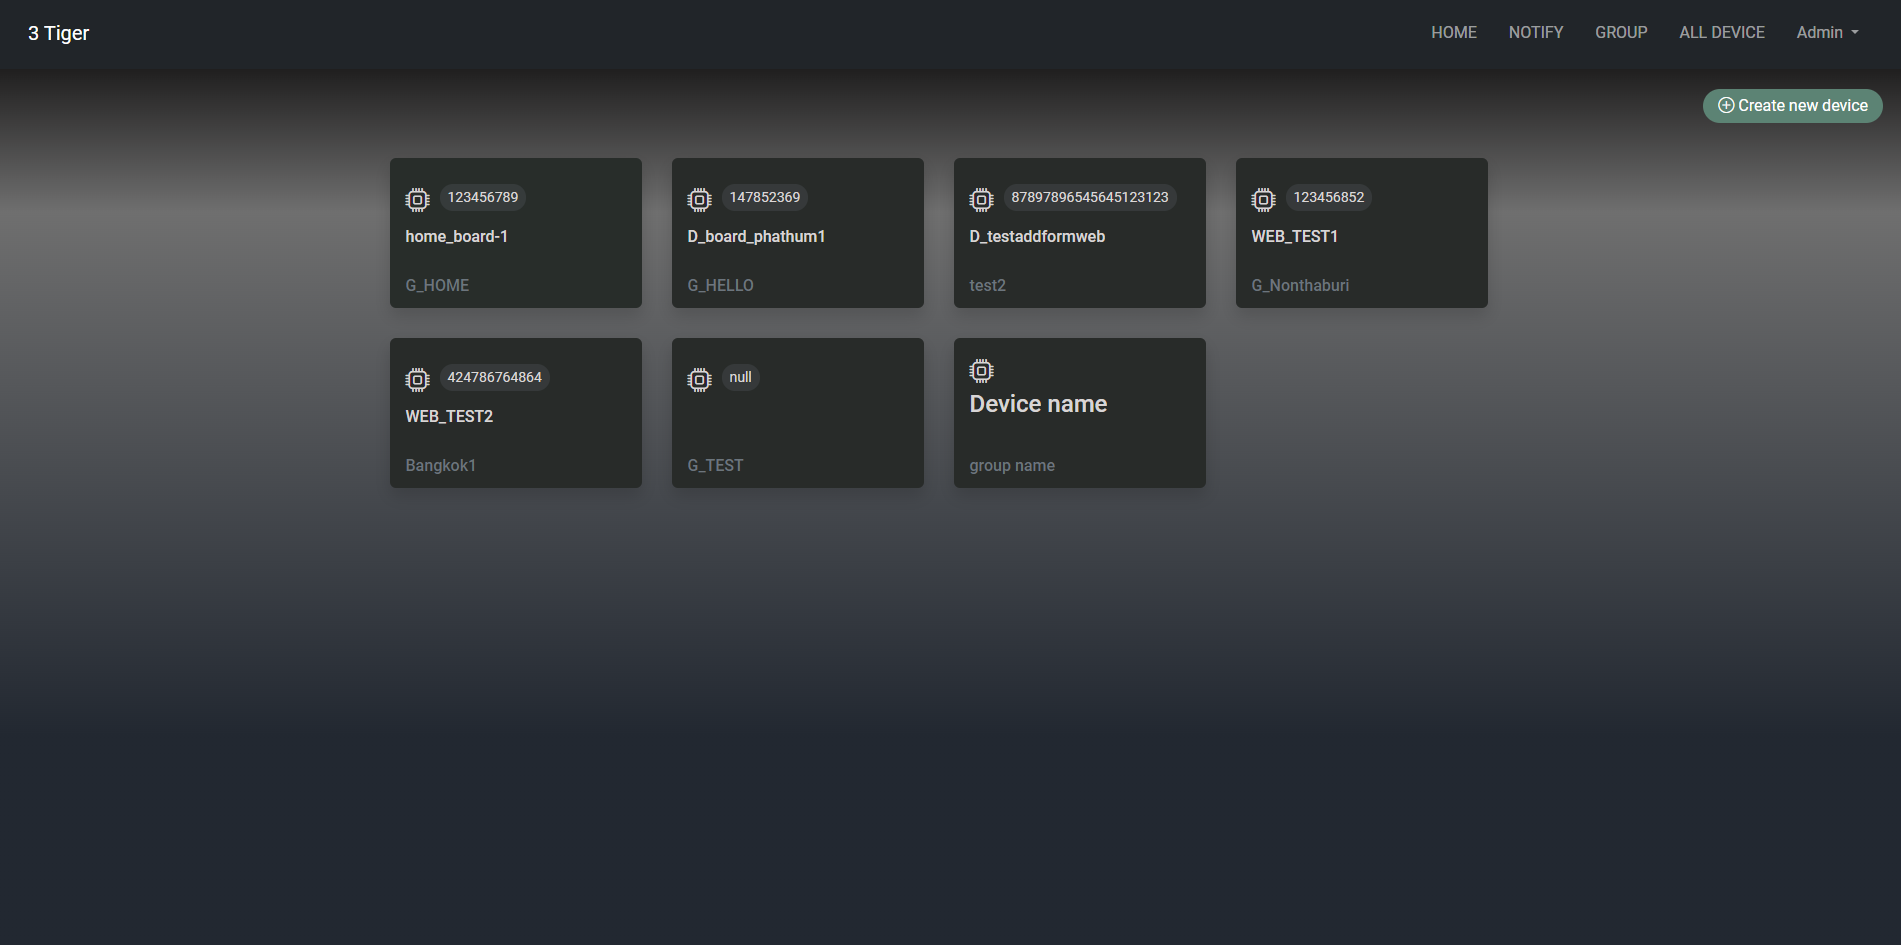 3 Tiger
HOME NOTIFY GROUP ALL DEVICE Admin
Create new device
123456789
home_board-1
G_HOME
147852369
D_board_phathum1
G_HELLO
87897896545645123123
D_testaddformweb
test2
123456852
WEB_TEST1
G_Nonthaburi
424786764864
WEB_TEST2
Bangkok1
null
G_TEST
Device name
group name